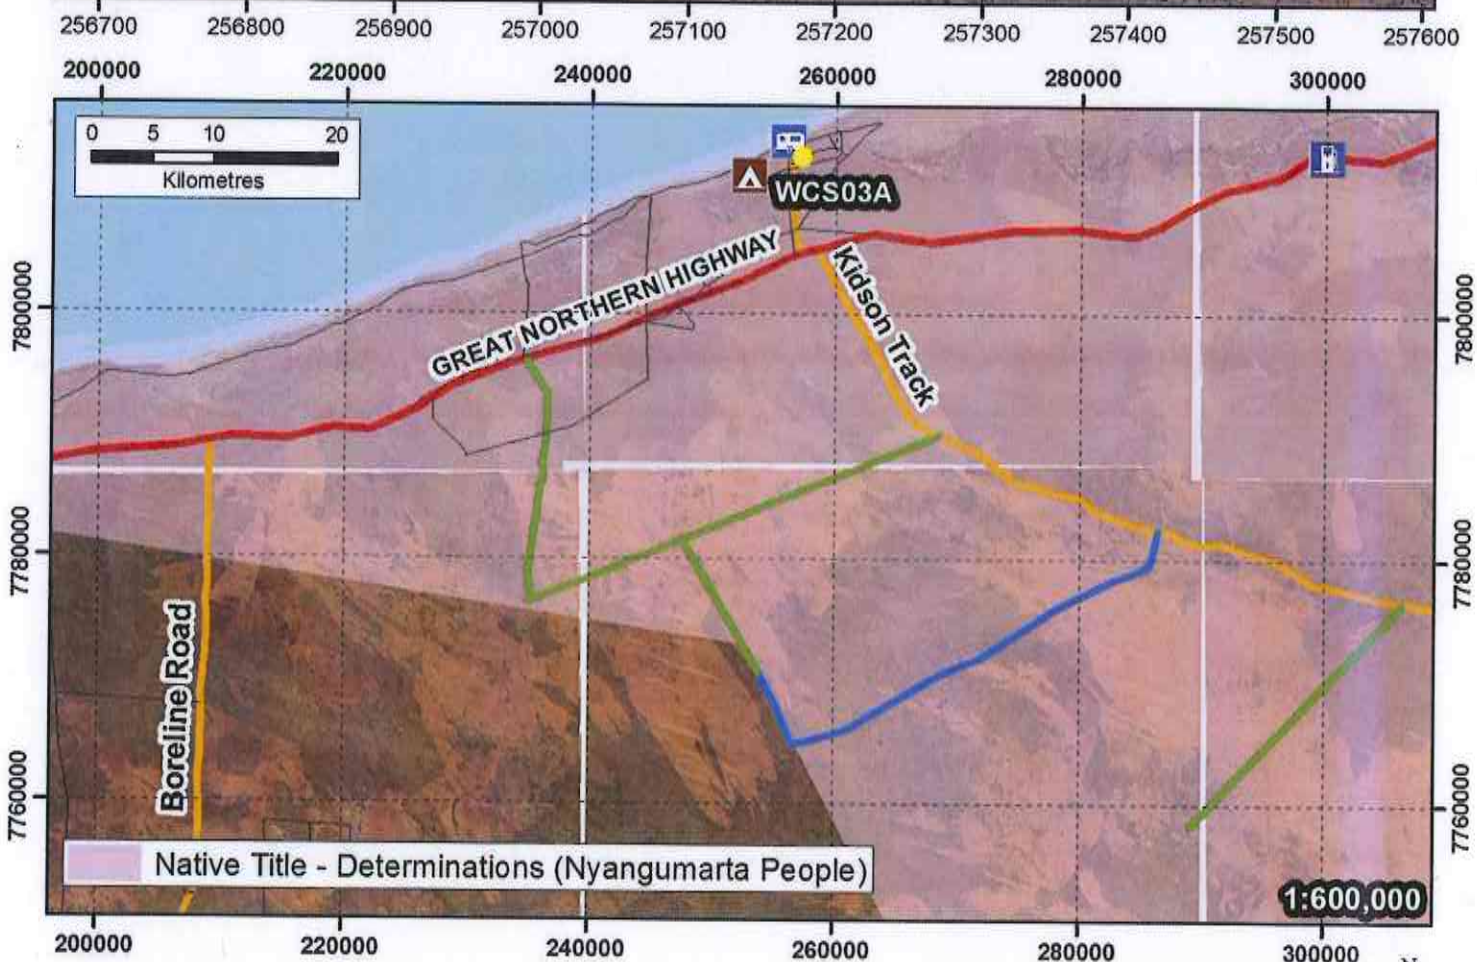 256700 256800 256900 257000 257100 257200 257300 257400 257500 257600
200000 220000 240000 260000 280000 300000
0 5 10 20
Kilometres
WCS03A
GREAT NORTHERN HIGHWAY
Kidson Track
7800000
7800000
7780000
7780000
Boreline Road
7760000
7760000
Native Title - Determinations (Nyangumarta People)
1:600,000
200000 220000 240000 260000 280000 300000